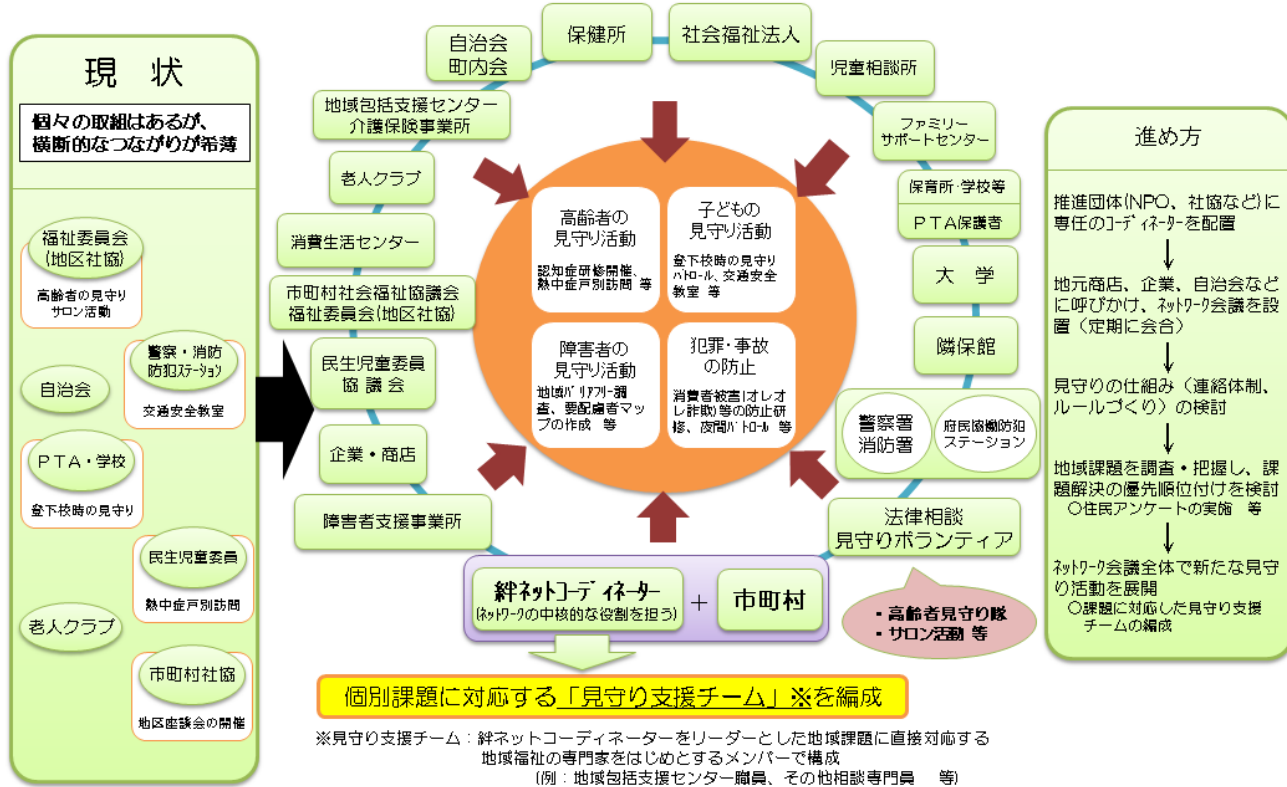 現 状
個々の取組はあるが、
横断的なつながりが希薄
福祉委員会
(地区社協)
高齢者の見守り
サロン活動
警察・消防
防犯ステーション
交通安全教室
自治会
PTA・学校
登下校時の見守り
民生児童委員
熱中症戸別訪問
老人クラブ
市町村社協
地区座談会の開催
保健所
社会福祉法人
自治会
町内会
児童相談所
地域包括支援センター
介護保険事業所
ファミリー
サポートセンター
老人クラブ
保育所・学校等
PTA保護者
消費生活センター
大 学
市町村社会福祉協議会
福祉委員会(地区社協)
隣保館
民生児童委員
協議会
警察署
消防署
府民協働防犯
ステーション
企業・商店
障害者支援事業所
法律相談
見守りボランティア
高齢者の
見守り活動
認知症研修開催、
熱中症戸別訪問 等
子どもの
見守り活動
登下校時の見守り
パトロール、交通安全
教室 等
障害者の
見守り活動
地域バリアフリー調
査、要配慮者マッ
プの作成 等
犯罪・事故
の防止
消費者被害(オレオ
レ詐欺)等の防止研
修、夜間パトロール 等
絆ネットコーディネーター
(ネットワークの中核的な役割を担う)
+
市町村
・高齢者見守り隊
・サロン活動 等
個別課題に対応する「見守り支援チーム」※を編成
※見守り支援チーム：絆ネットコーディネーターをリーダーとした地域課題に直接対応する
地域福祉の専門家をはじめとするメンバーで構成
(例：地域包括支援センター職員、その他相談専門員 等)
進め方
推進団体(NPO、社協など)に
専任のコーディネーターを配置
地元商店、企業、自治会など
に呼びかけ、ネットワーク会議を設
置（定期に会合）
見守りの仕組み（連絡体制、
ルールづくり）の検討
地域課題を調査・把握し、課
題解決の優先順位付けを検討
○住民アンケートの実施 等
ネットワーク会議全体で新たな見守
り活動を展開
○課題に対応した見守り支援
チームの編成